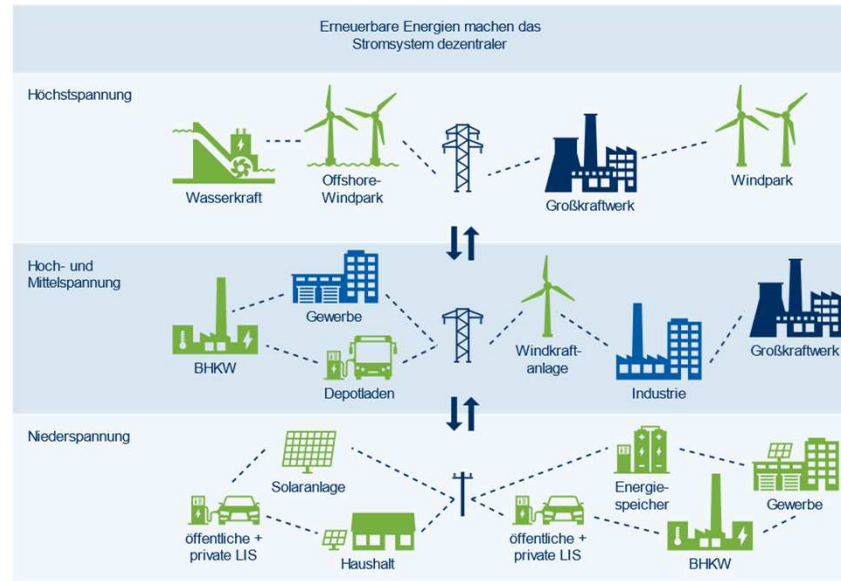 Erneuerbare Energien machen das
Stromsystem dezentraler
Höchstspannung
Wasserkraft
Offshore-
Windpark
Großkraftwerk
Windpark
Hoch- und
Mittelspannung
Gewerbe
BHKW
Depotladen
Windkraft-
anlage
Industrie
Großkraftwerk
Niederspannung
Solaranlage
öffentliche +
private LIS
Haushalt
öffentliche +
private LIS
Energie-
speicher
BHKW
Gewerbe